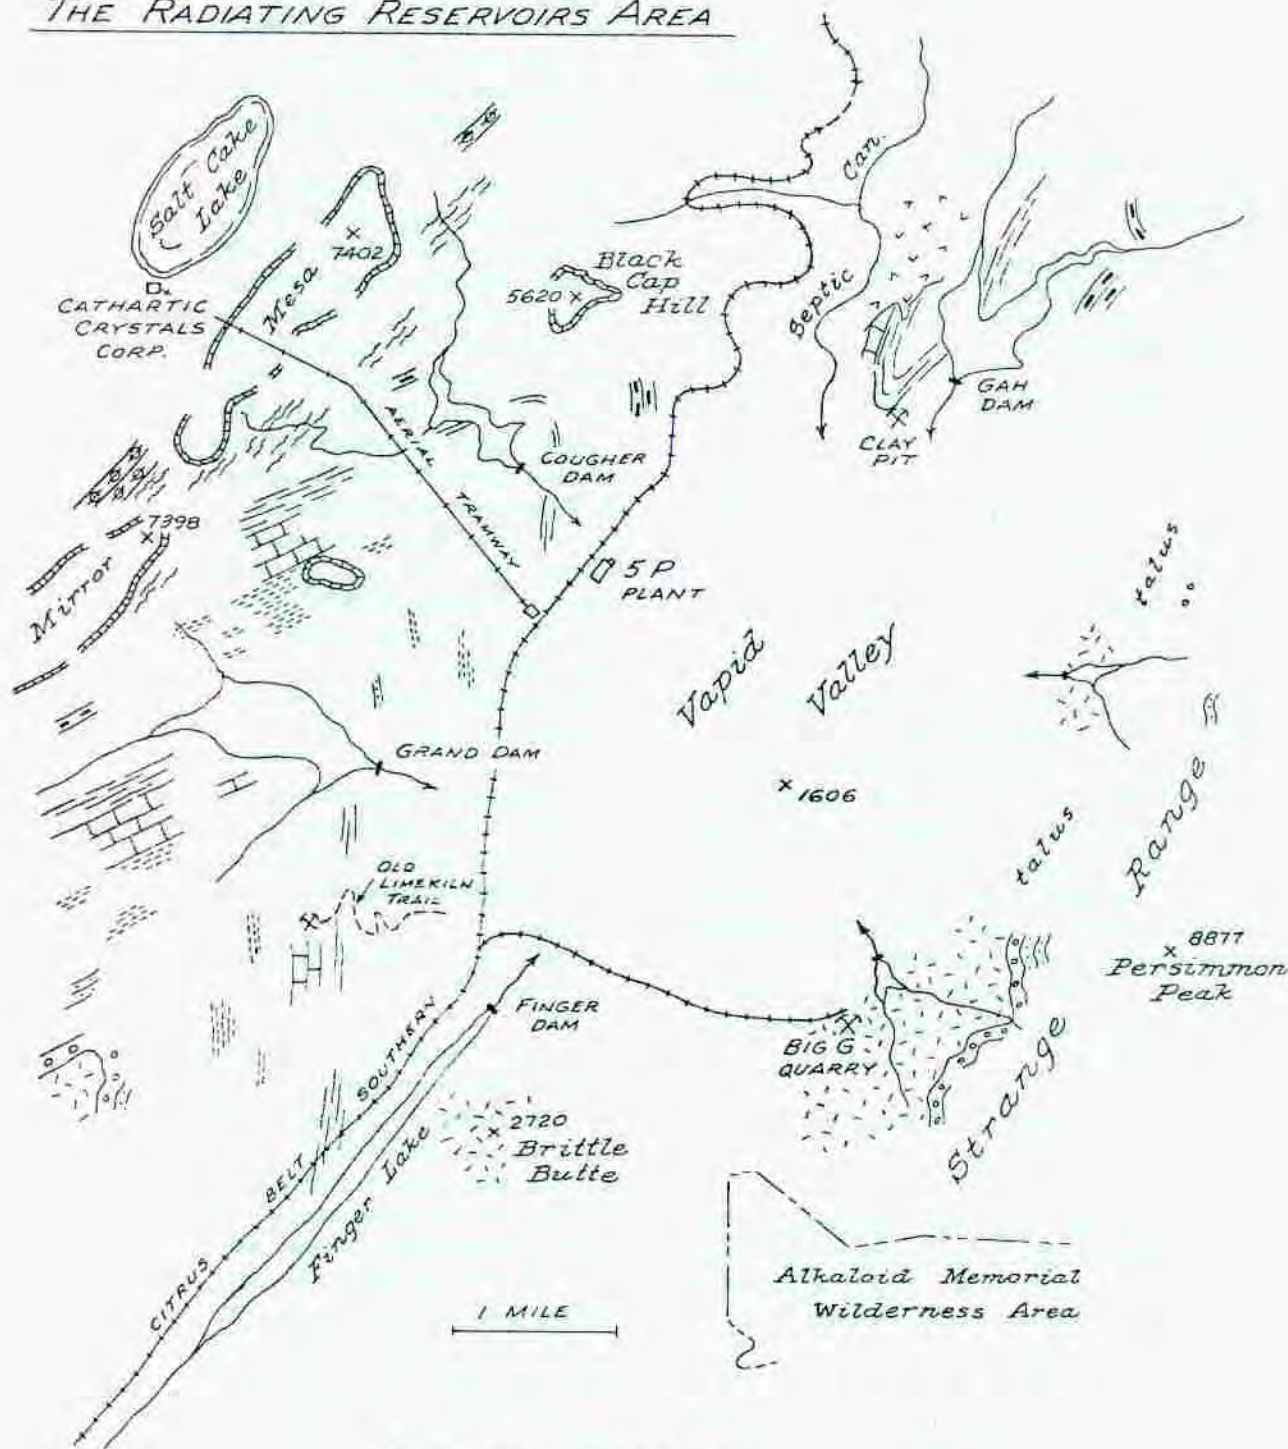 THE RADIATING RESERVOIRS AREA
Salt Cake
Lake
Can.
7402
Mesa
Black
Cap
Hill
5620
Septic
CATHARTIC
CRYSTALS
CORP.
GAH
DAM
CLAY
PIT
AERIAL
TRAMWAY
COUGHER
DAM
7398
Mirror
5P
PLANT
talus
Vapid
Valley
GRAND DAM
1606
talus
Range
OLD
LIMEKILN
TRAIL
8877
Persimmon
Peak
FINGER
DAM
BIG G
QUARRY
Strange
CITRUS BELT SOUTHERN
2720
Brittle
Butte
Finger Lake
1 MILE
Alkaloid Memorial
Wilderness Area